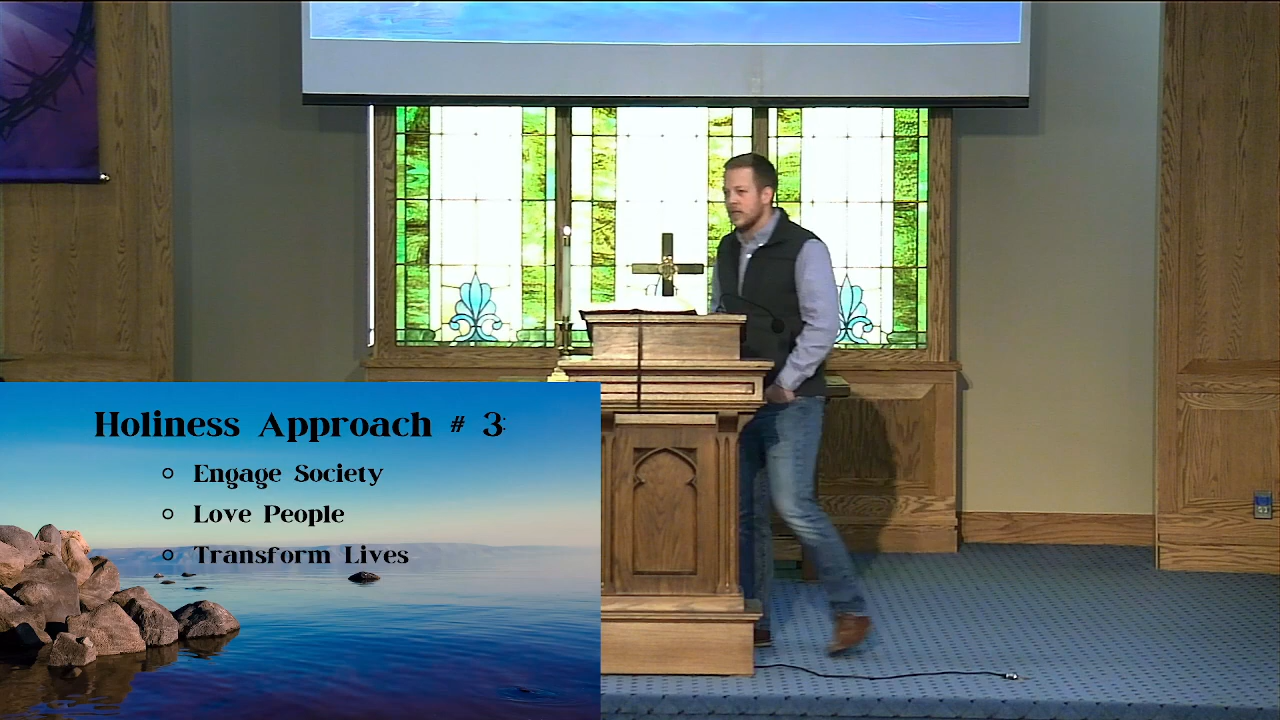 Holiness Approach # 3:
Engage Society
Love People
Transform Lives